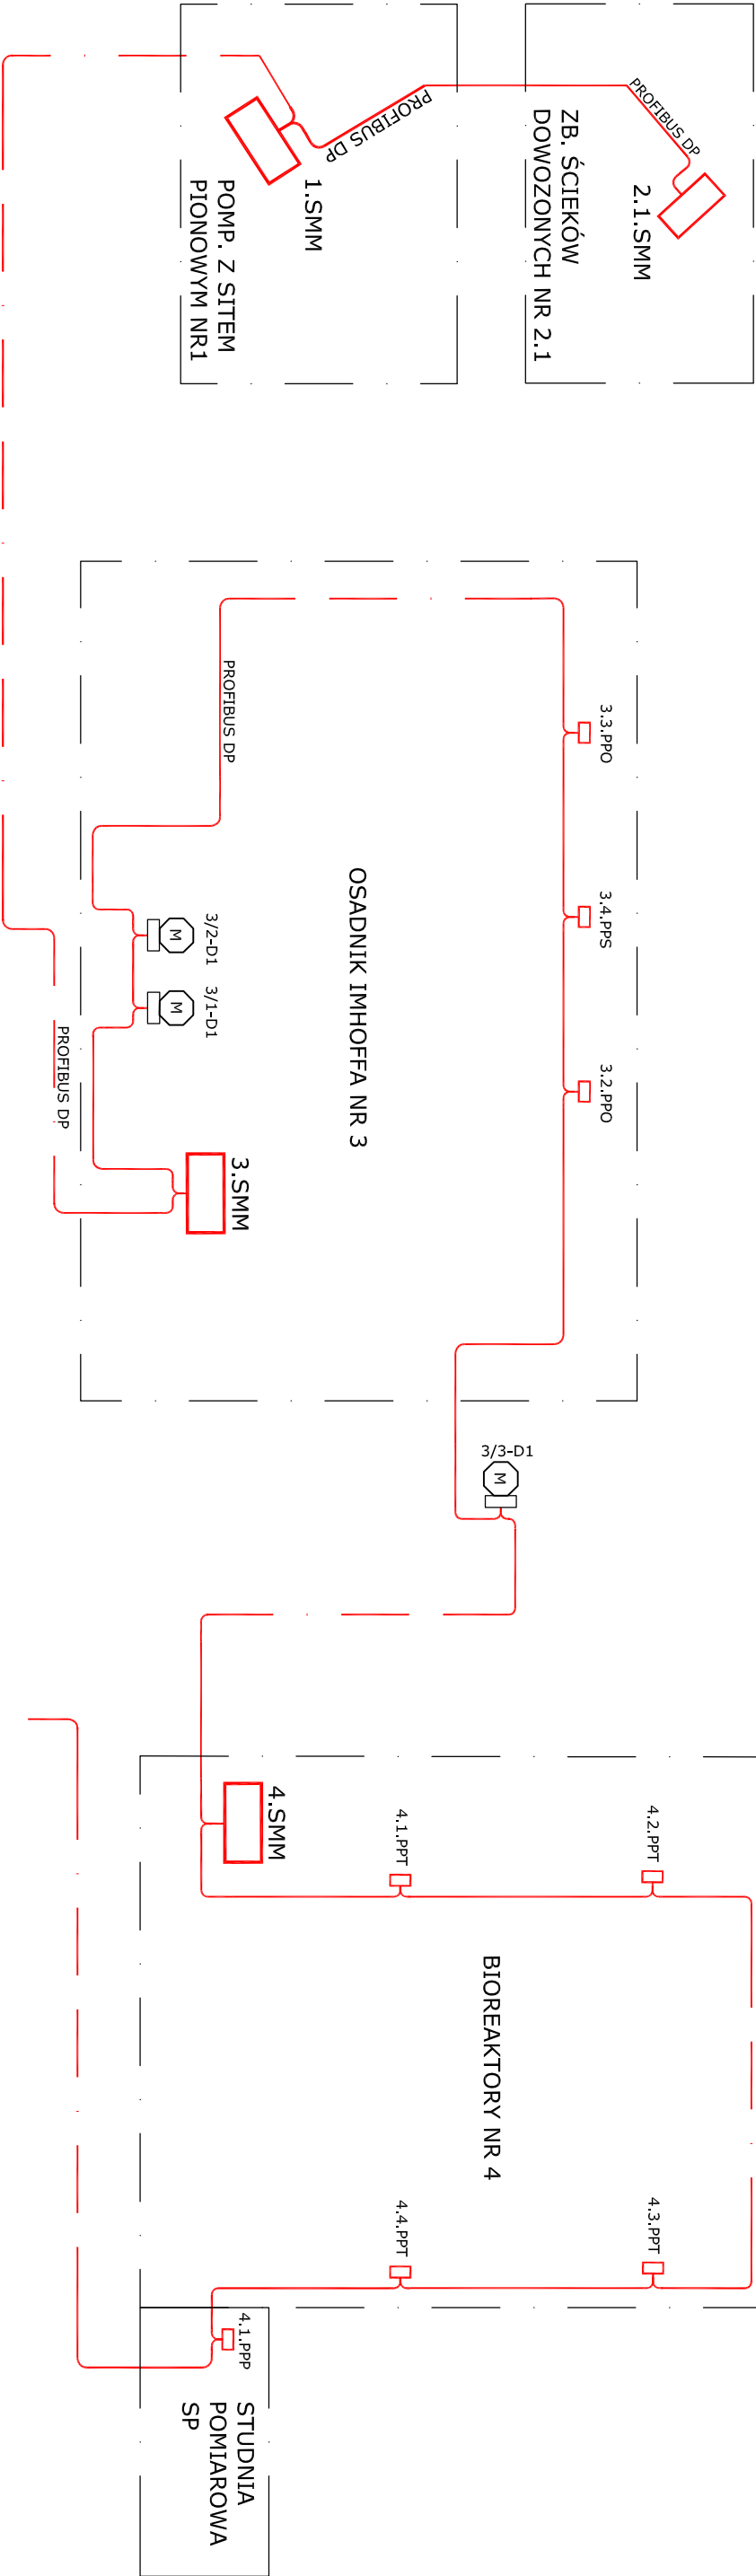 PROFIBUS DP
2.1.SMM
ZB. ŚCIEKÓW
DOWOZONYCH NR 2.1
PROFIBUS DP
1.SMM
POMP. Z SITEM
PIONOWYM NR1
3.3.PPO
3.4.PPS
3.2.PPO
PROFIBUS DP
OSADNIK IMHOFFA NR 3
3/2-D1
M
3/1-D1
M
PROFIBUS DP
3.SMM
3/3-D1
M
4.SMM
4.1.PPT
4.2.PPT
BIOREAKTORY NR 4
4.4.PPT
4.3.PPT
4.1.PPP
STUDNIA
POMIAROWA
SP